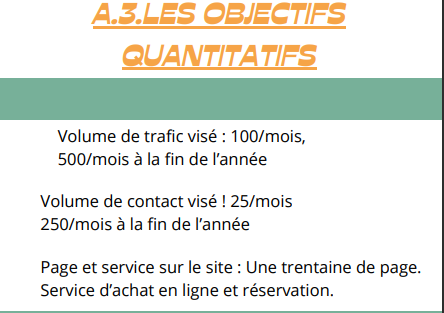 A.3.LES OBJECTIFS
QUANTITATIFS
Volume de trafic visé : 100/mois,
500/mois à la fin de l'année
Volume de contact visé ! 25/mois
250/mois à la fin de l'année
Page et service sur le site : Une trentaine de page.
Service d'achat en ligne et réservation.